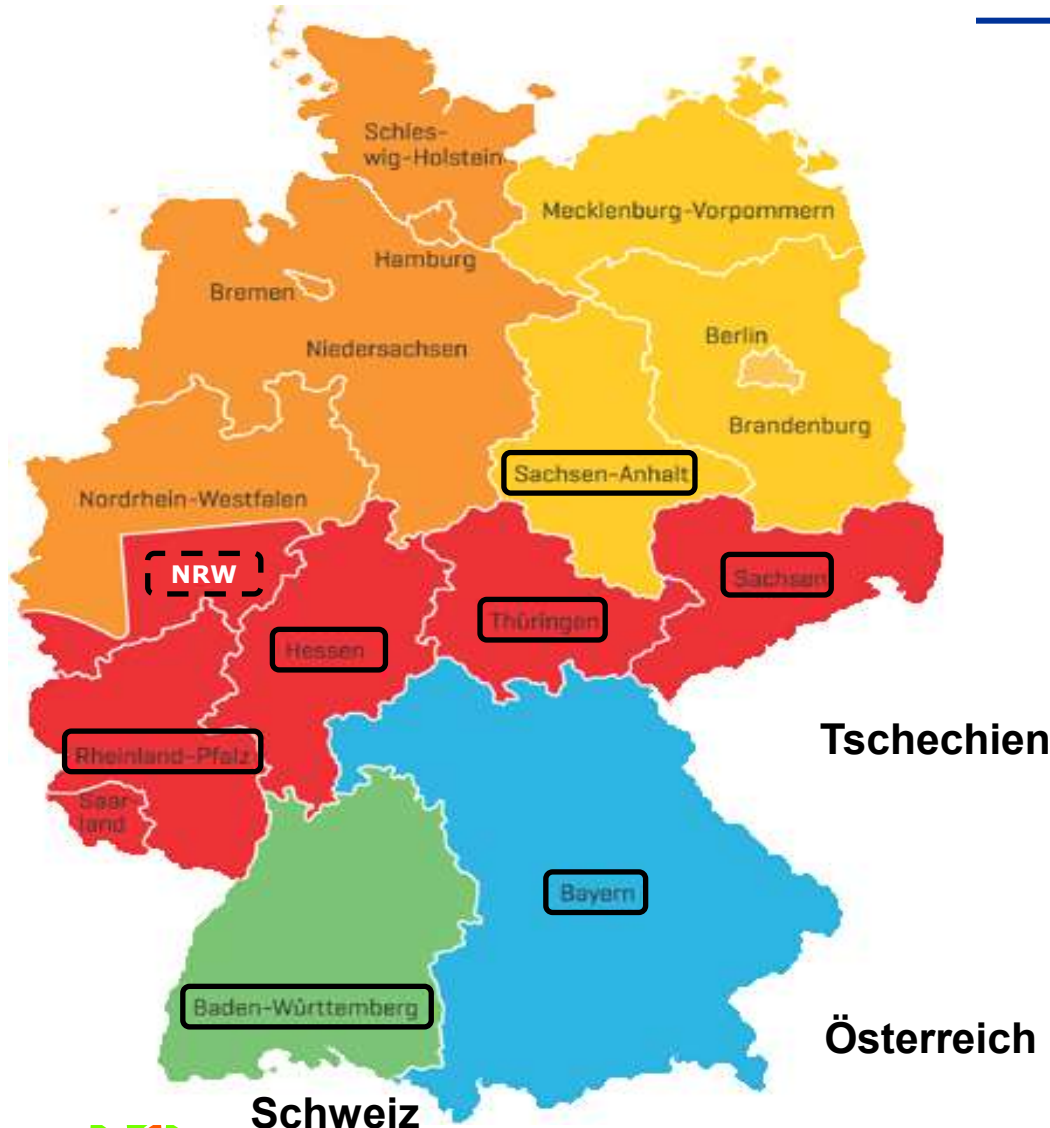 Schles-
wig-Holstein
Mecklenburg-Vorpommern
Hamburg
Bremen
Niedersachsen
Berlin
Brandenburg
Sachsen-Anhalt
Nordrhein-Westfalen
NRW
Sachsen
Thüringen
Hessen
Rheinland-Pfalz
Saar-
land
Tschechien
Bayern
Baden-Württemberg
Österreich
Schweiz